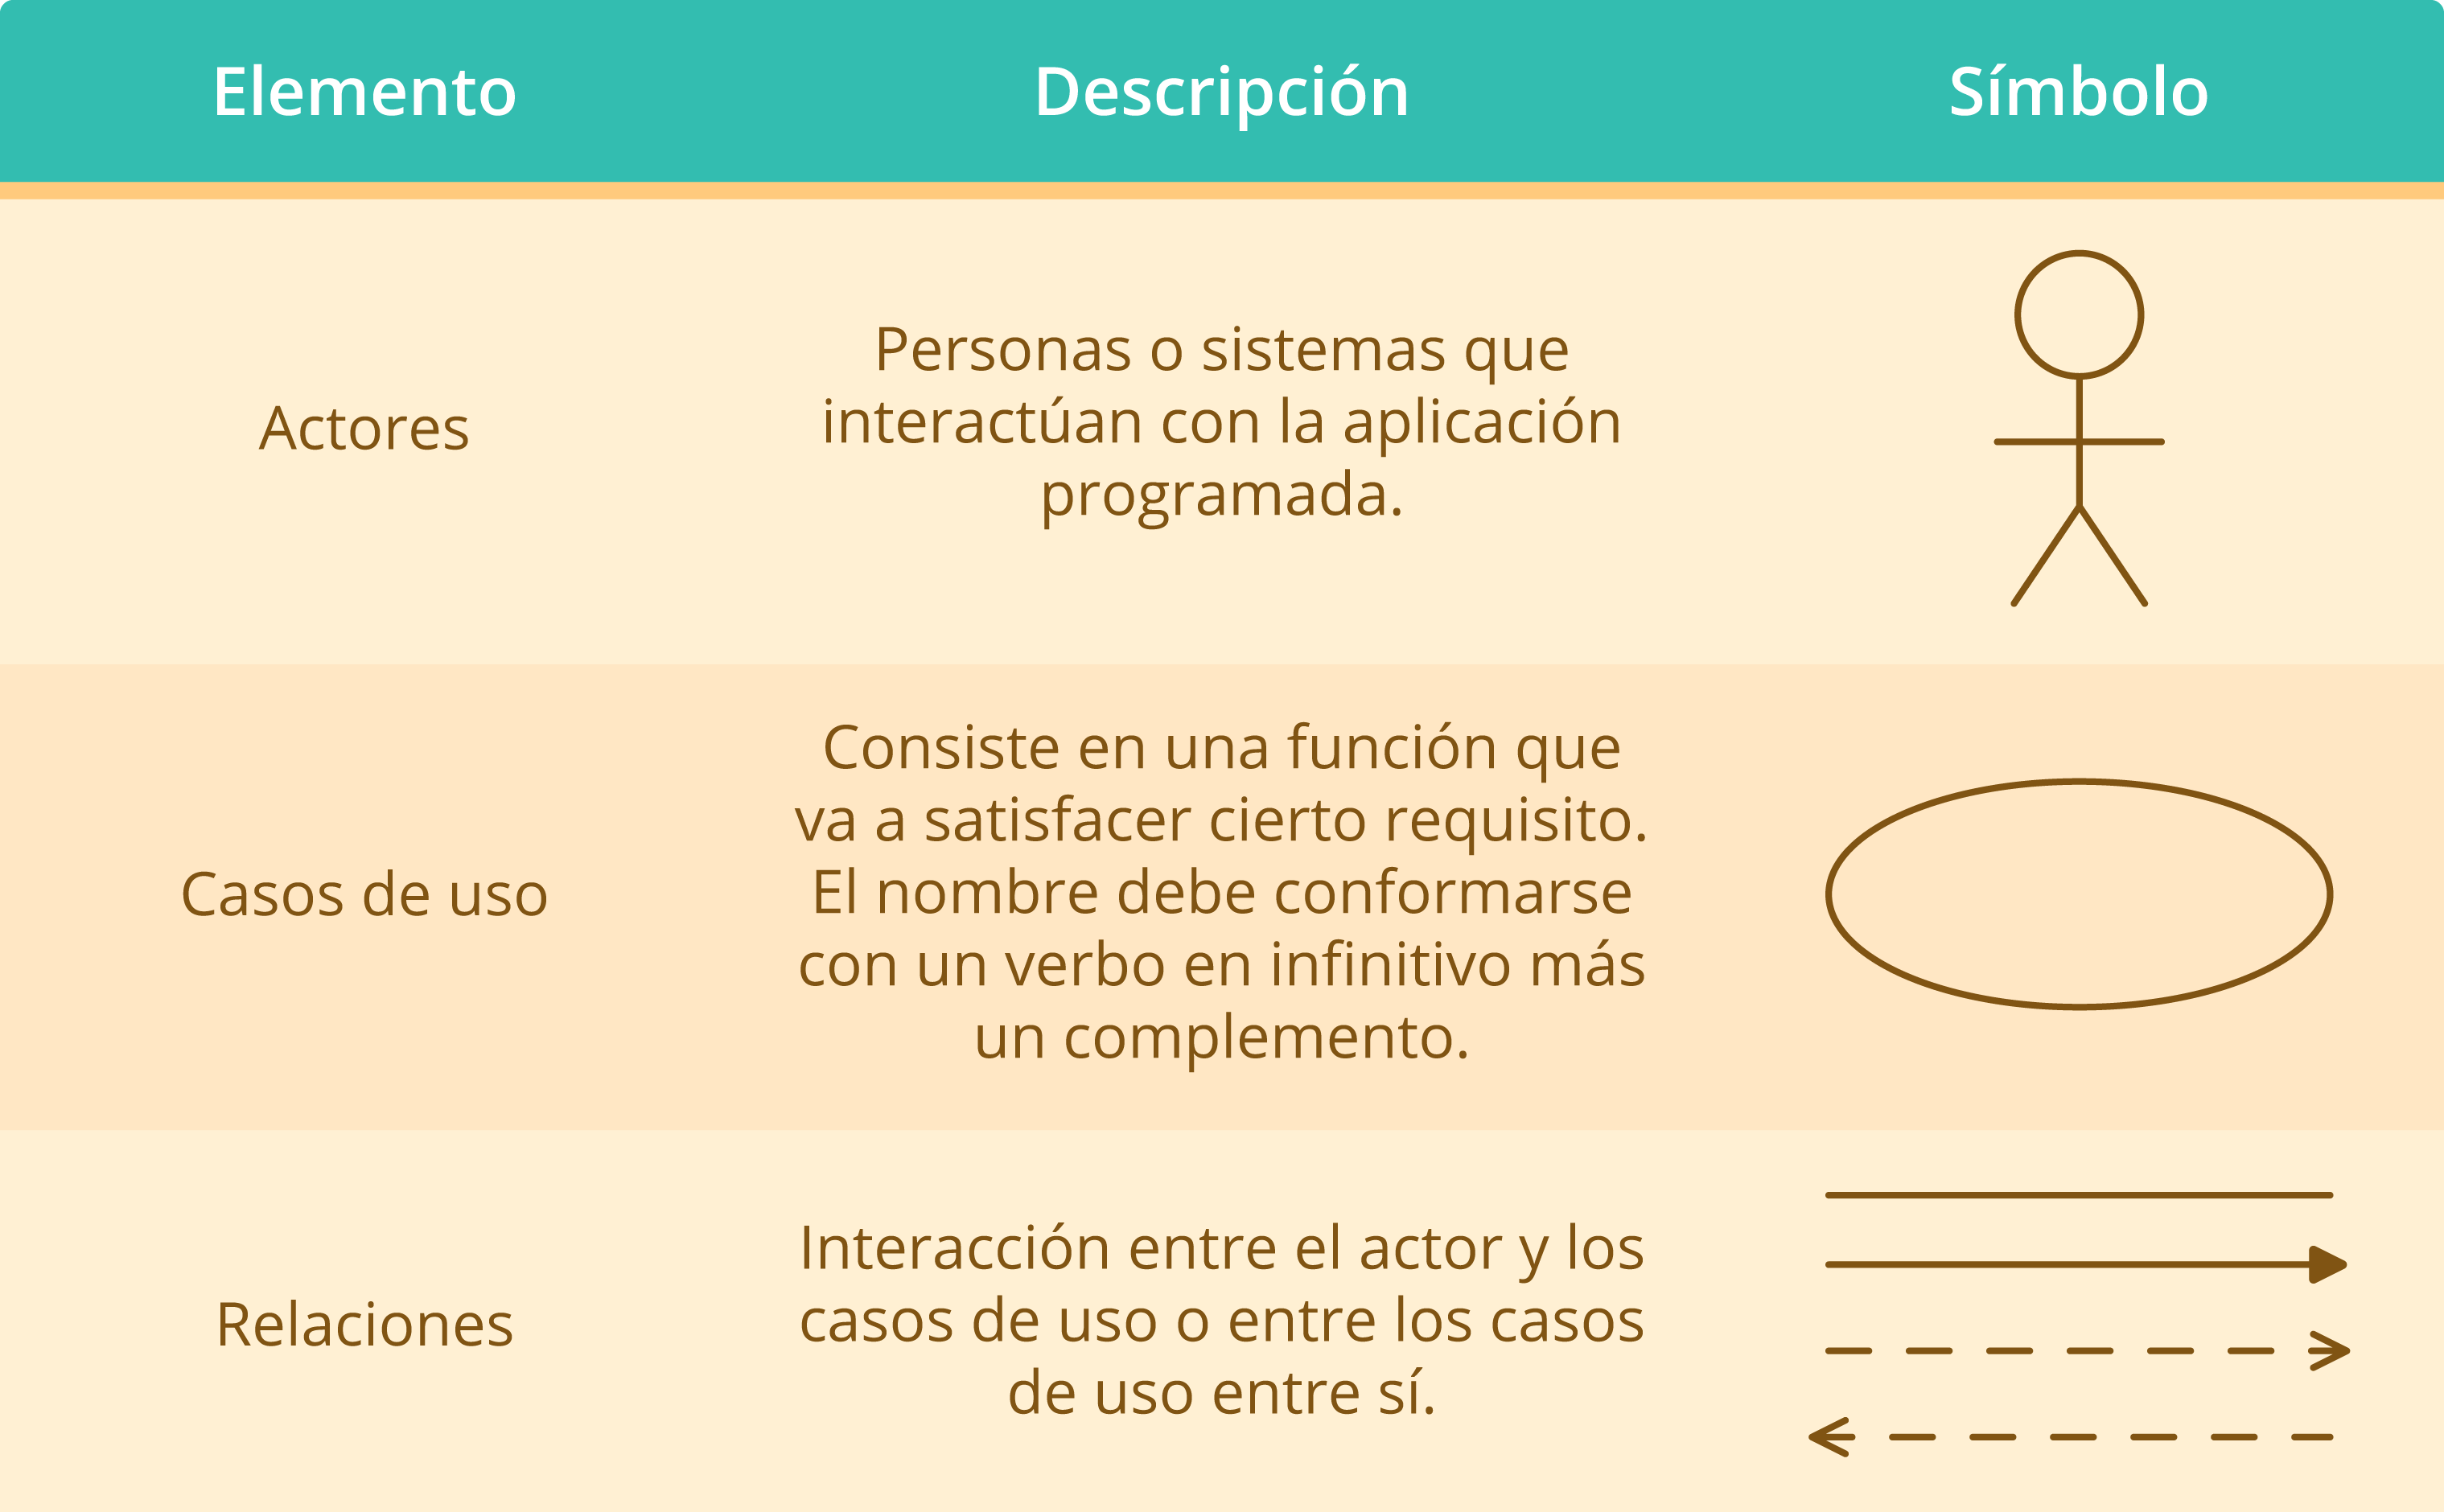 Elemento
Descripción
Símbolo
Actores
Personas o sistemas que
interactúan con la aplicación
programada.
Casos de uso
Consiste en una función que
va a satisfacer cierto requisito.
El nombre debe conformarse
con un verbo en infinitivo más
un complemento.
Relaciones
Interacción entre el actor y los
casos de uso o entre los casos
de uso entre sí.